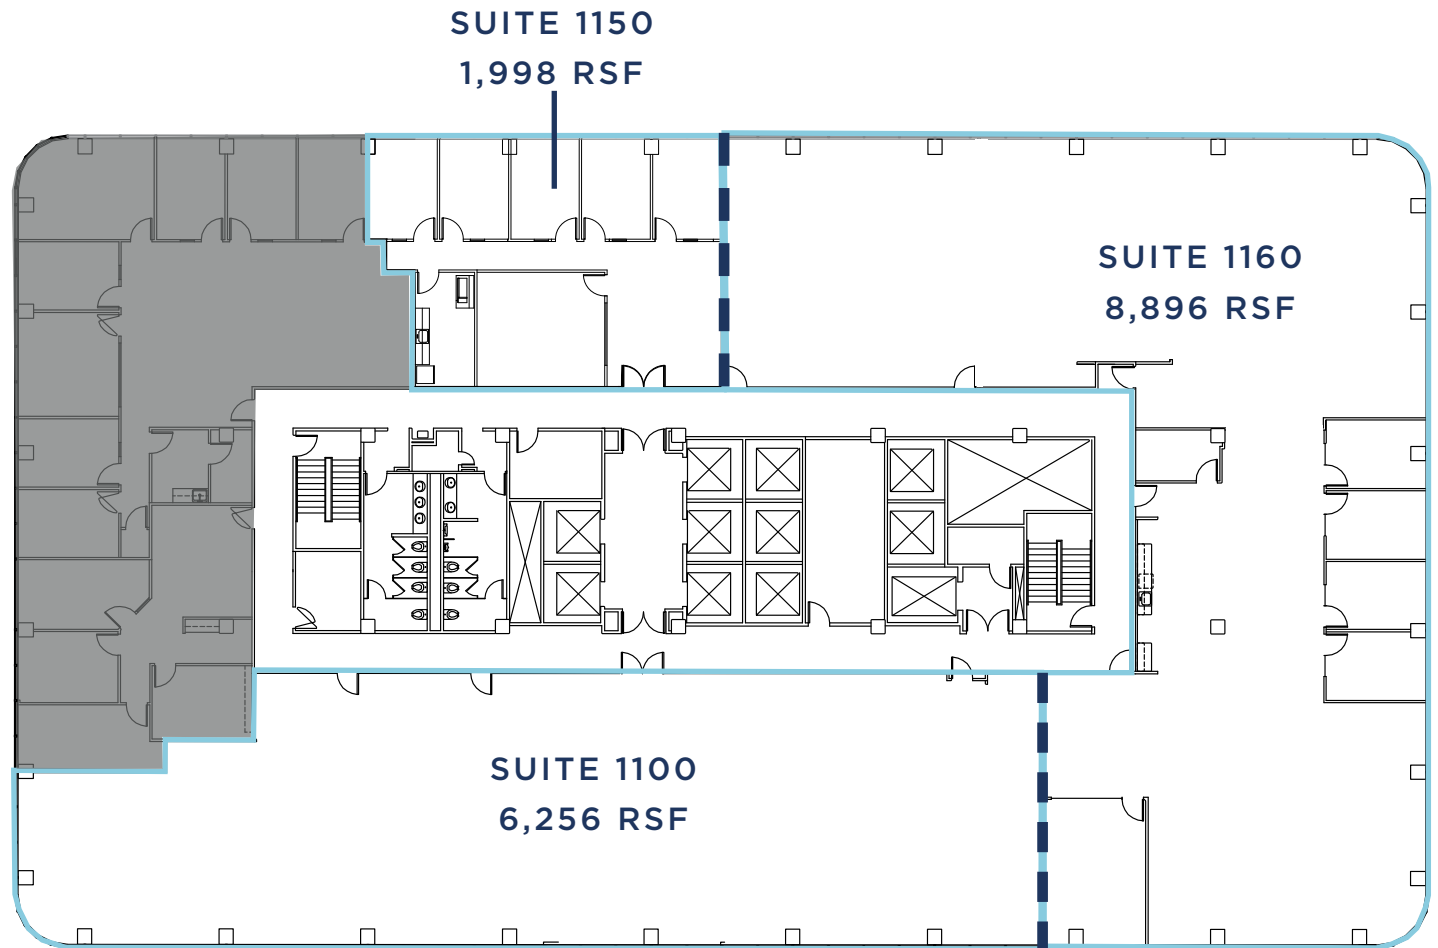 SUITE 1150
1,998 RSF
SUITE 1160
8,896 RSF
SUITE 1100
6,256 RSF